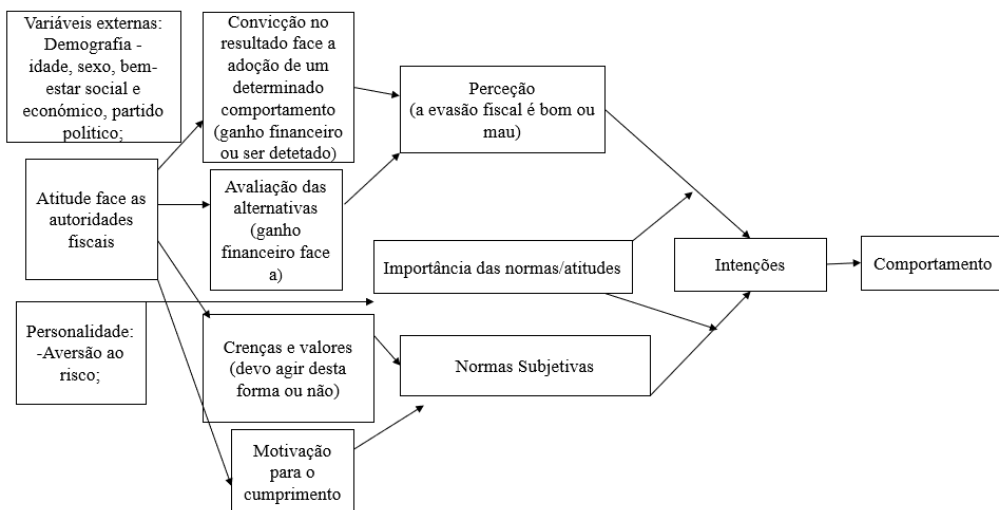 Variáveis externas:
Demografia -
idade, sexo, bem-
estar social e
económico, partido
politico;
Convicção no
resultado face a
adoção de um
determinado
comportamento
(ganho financeiro
ou ser detetado)
Perceção
(a evasão fiscal é bom ou
mau)
Atitude face as
autoridades
fiscais
Avaliação das
alternativas
(ganho
financeiro face
a)
Importância das normas/atitudes
Intenções
Comportamento
Personalidade:
-Aversão ao
risco;
Crenças e valores
(devo agir desta
forma ou não)
Normas Subjetivas
Motivação
para o
cumprimento